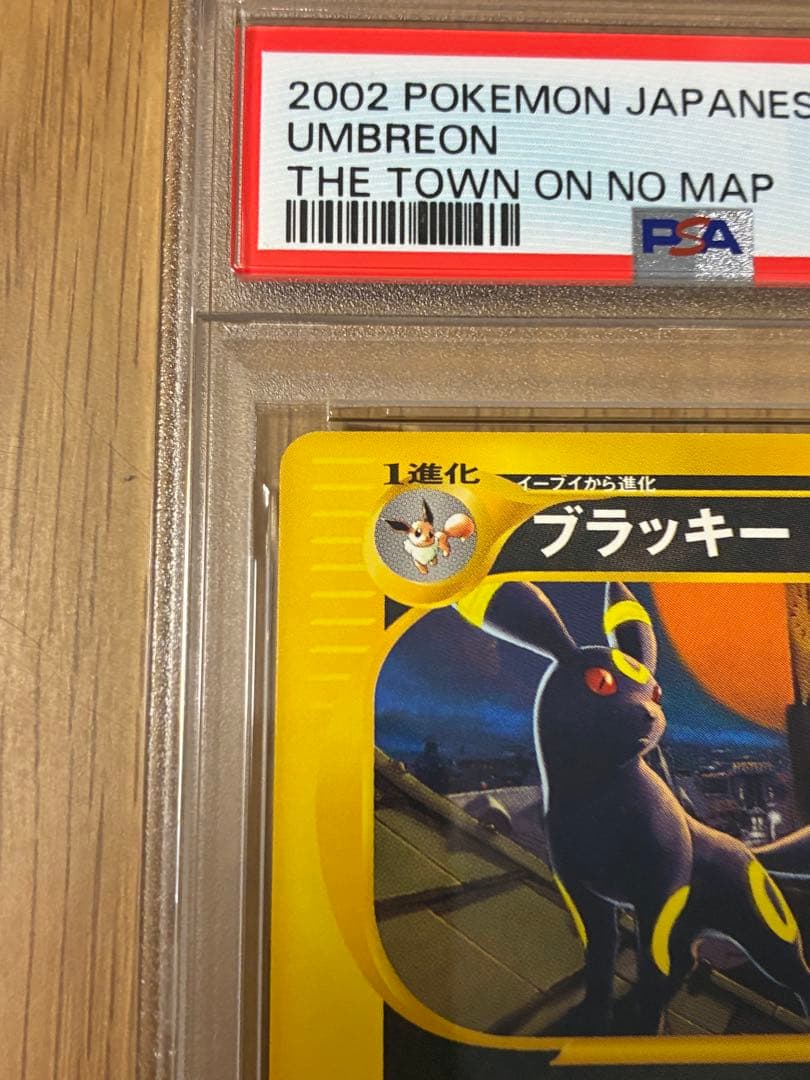 2002 POKEMON JAPANES
UMBREON
THE TOWN ON NO MAP
PSA
1進化
イーブイから進化
ブラッキー